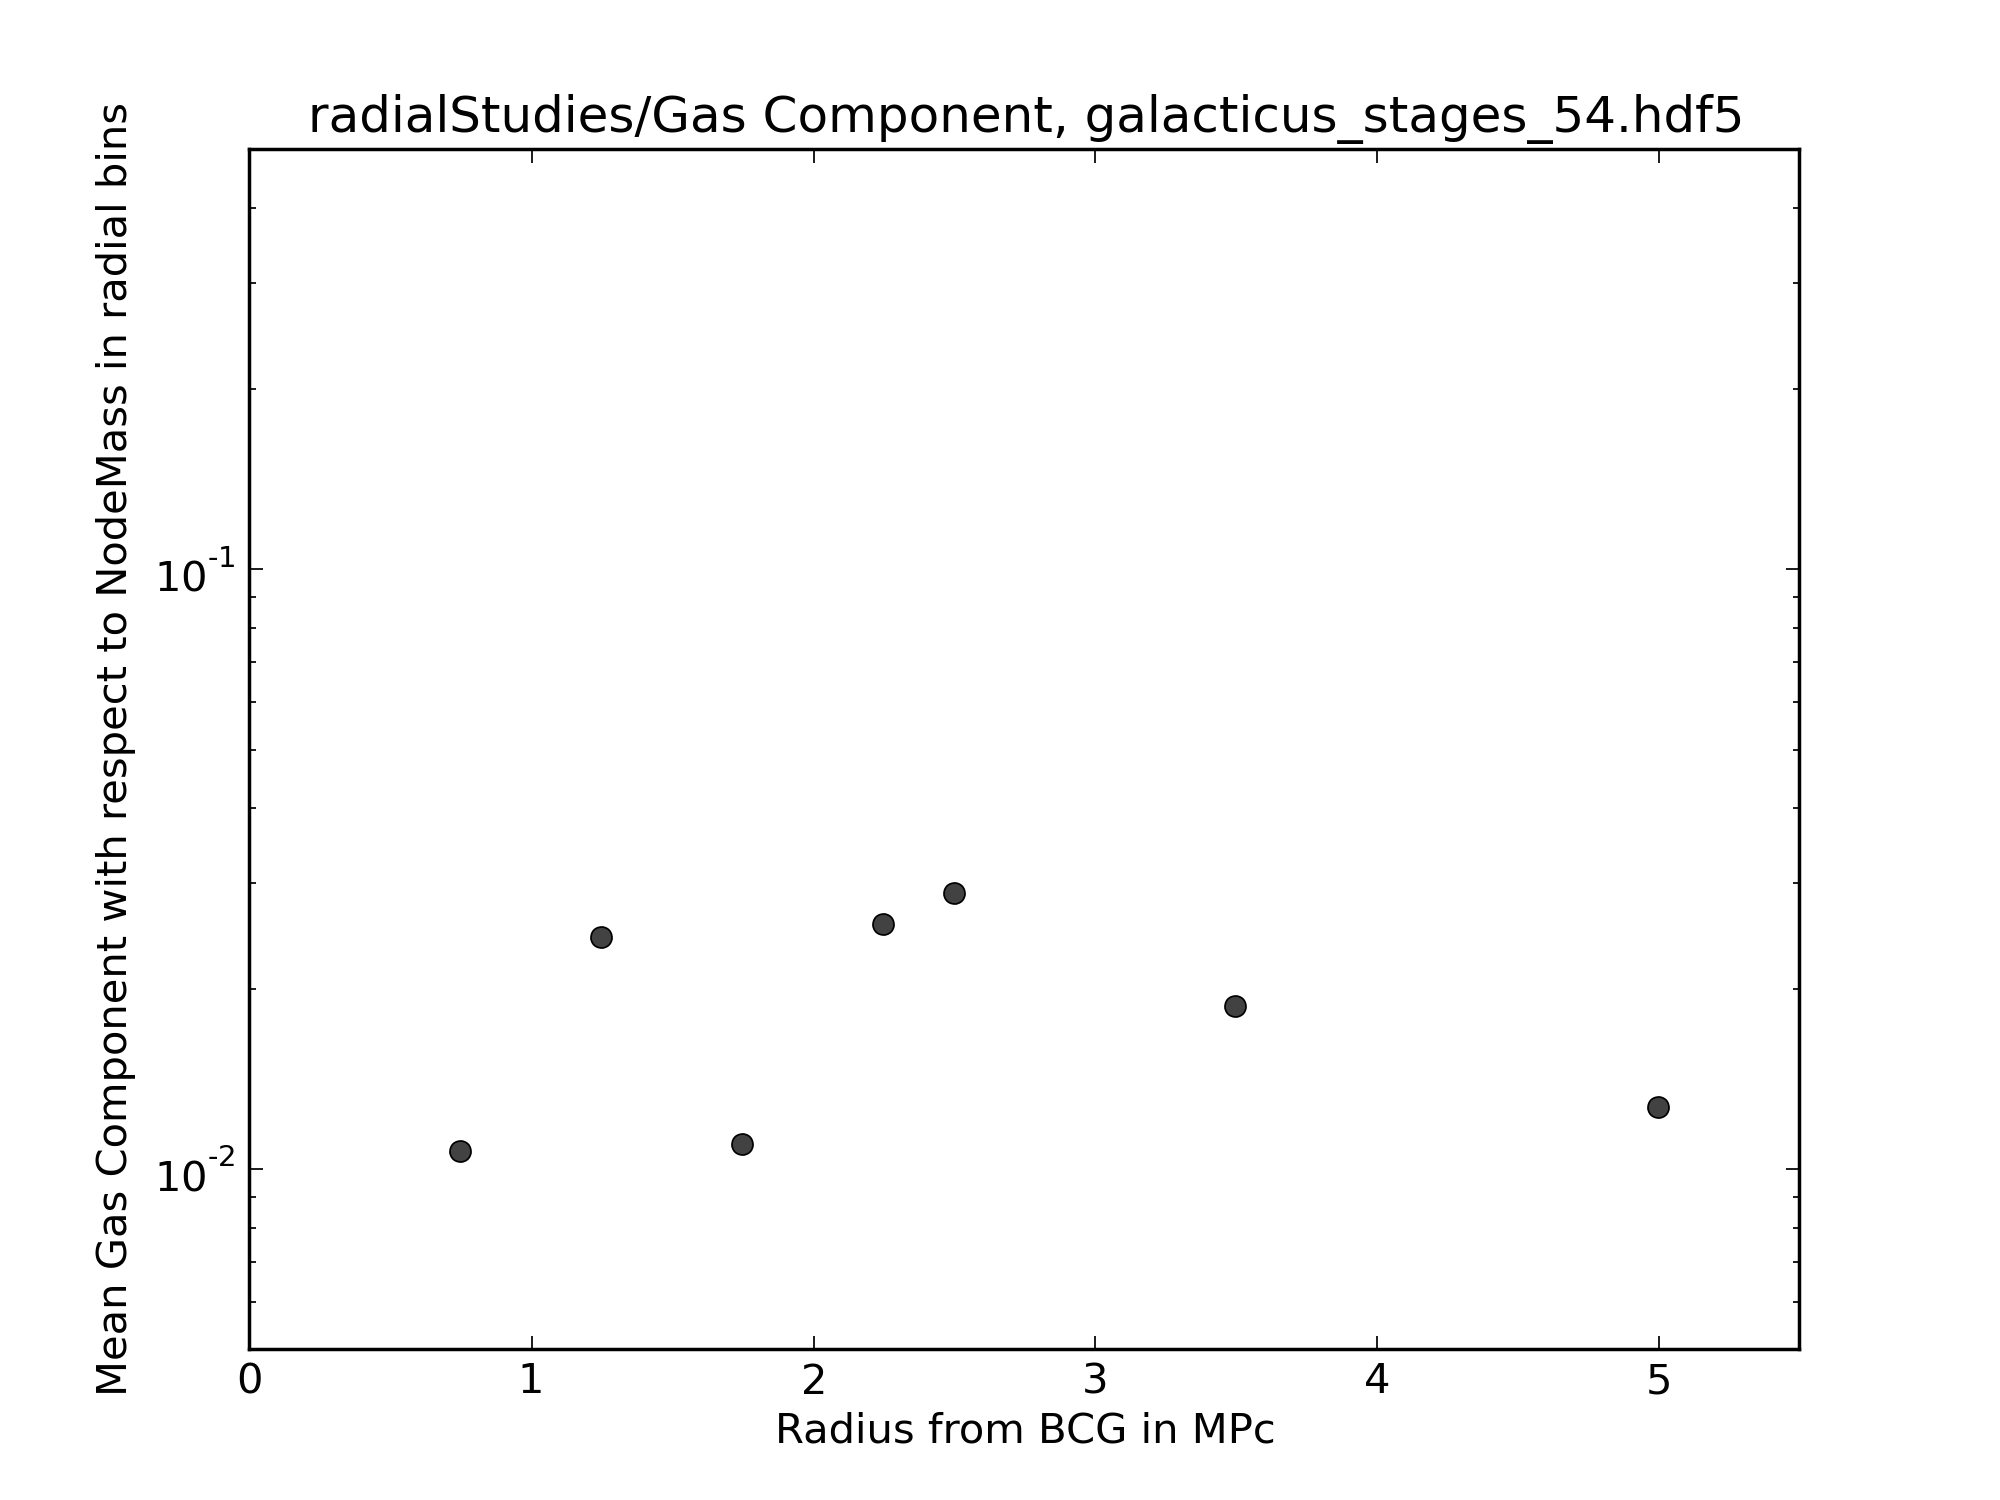 radialStudies/Gas Component, galacticus_stages_54.hdf5
Mean Gas Component with respect to NodeMass in radial bins
10^-1
10^-2
0 1 2 3 4 5
Radius from BCG in MPc